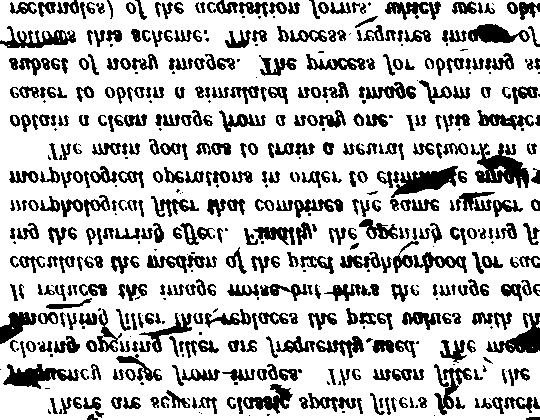 There are several classic spatial filters for reducti
frequency noise from images. The mean filter, the
closing opening filter are frequently used. The me
smoothing filter that replaces the pixel values with th
It reduces the image noise but blurs the image edge
calculates the median of the pixel neighborhood for eac
ing the blurring effect. Finally, the opening closing fi
morphological filter that combines the same number o
morphological operations in order to eliminate small
The main goal was to train a neural network in a
obtain a clean image from a noisy one. In this particu
easier to obtain a simulated noisy image from a clea
subset of noisy images. The process for obtaining si
follows this scheme: This process requires of
rectangles) of the acquisition forms, which were obt